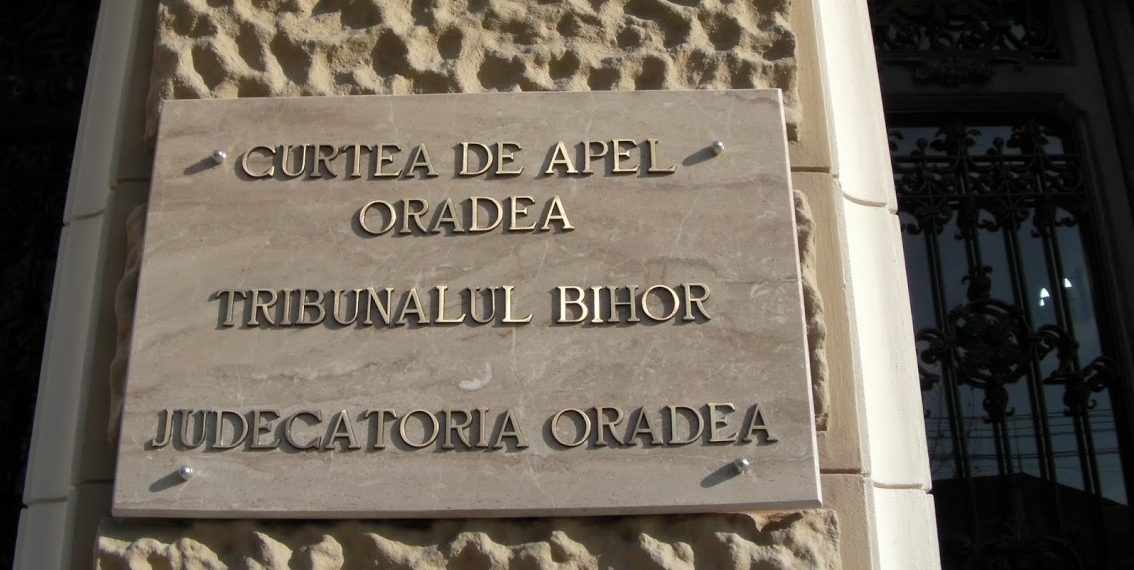 CURTEA DE APEL
ORADEA
TRIBUNALUL BIHOR
JUDECATORIA ORADEA